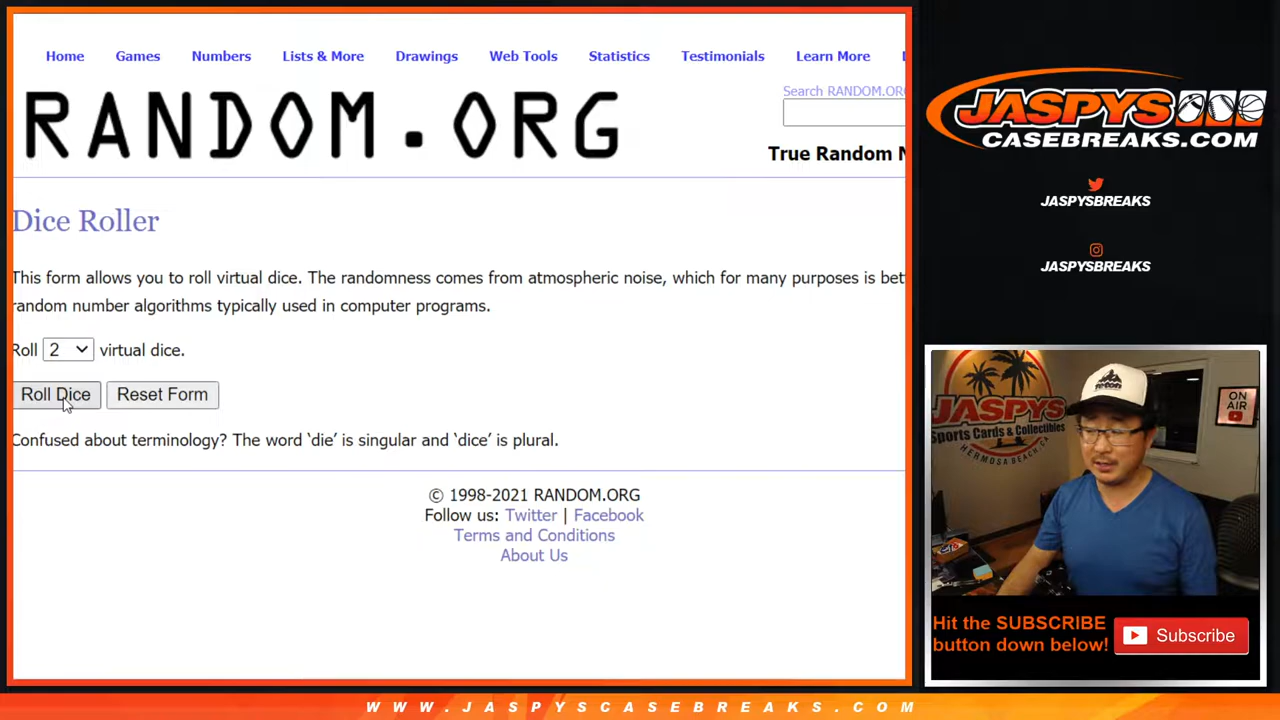 Home Games Numbers Lists & More Drawings Web Tools Statistics Testimonials Learn More
RANDOM.ORG
Search RANDOM.ORG
True Random N
Dice Roller
This form allows you to roll virtual dice. The randomness comes from atmospheric noise, which for many purposes is bet
random number algorithms typically used in computer programs.
Roll 2 virtual dice.
Roll Dice Reset Form
Confused about terminology? The word ‘die’ is singular and ‘dice’ is plural.
© 1998-2021 RANDOM.ORG
Follow us: Twitter | Facebook
Terms and Conditions
About Us
JASPYS
CASEBREAKS.COM
JASPYSBREAKS
JASPYSBREAKS
JASPYS
Sports Cards & Collectibles
HERMOSA BEACH, CA
ON
AIR
Hit the SUBSCRIBE
button down below!
Subscribe
WWW.JASPYSCASEBREAKS.COM